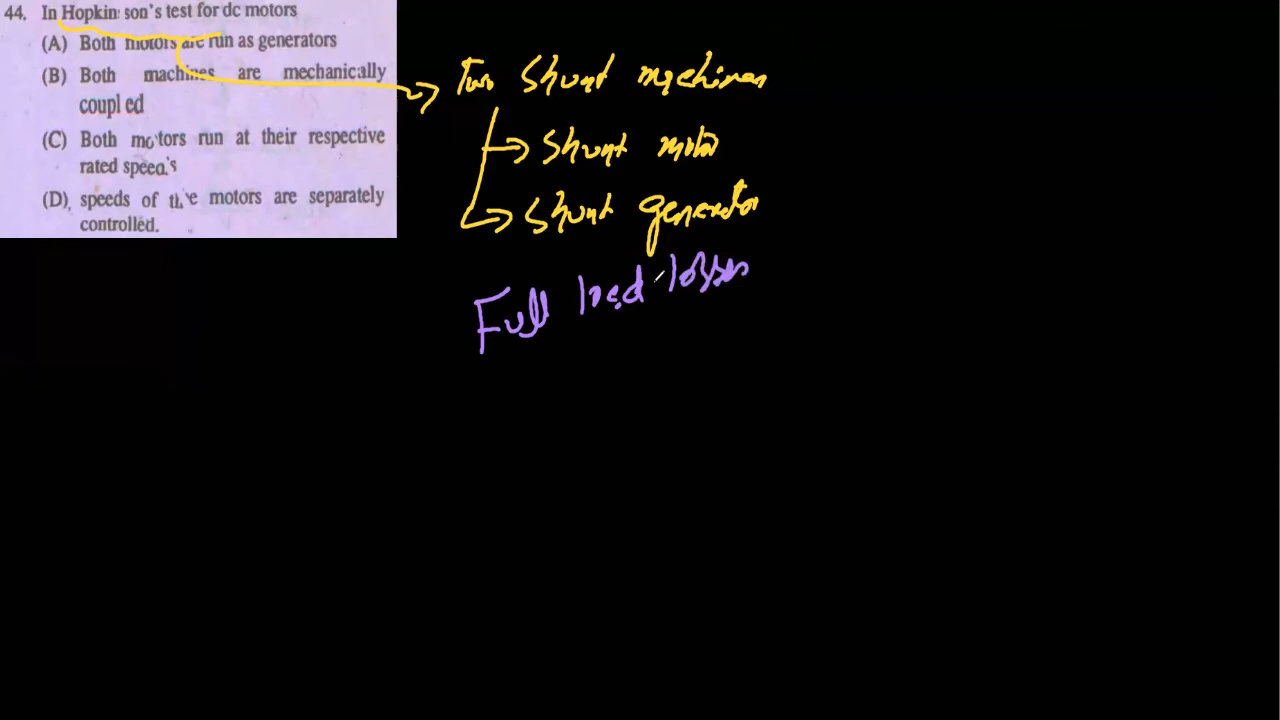 44. In Hopkinson's test for dc motors
(A) Both motors are run as generators
(B) Both machines are mechanically
coupled
(C) Both motors run at their respective
rated speed's
(D) speeds of the motors are separately
controlled.
Two Shunt machines
Shunt motor
Shunt generator
Full load losses